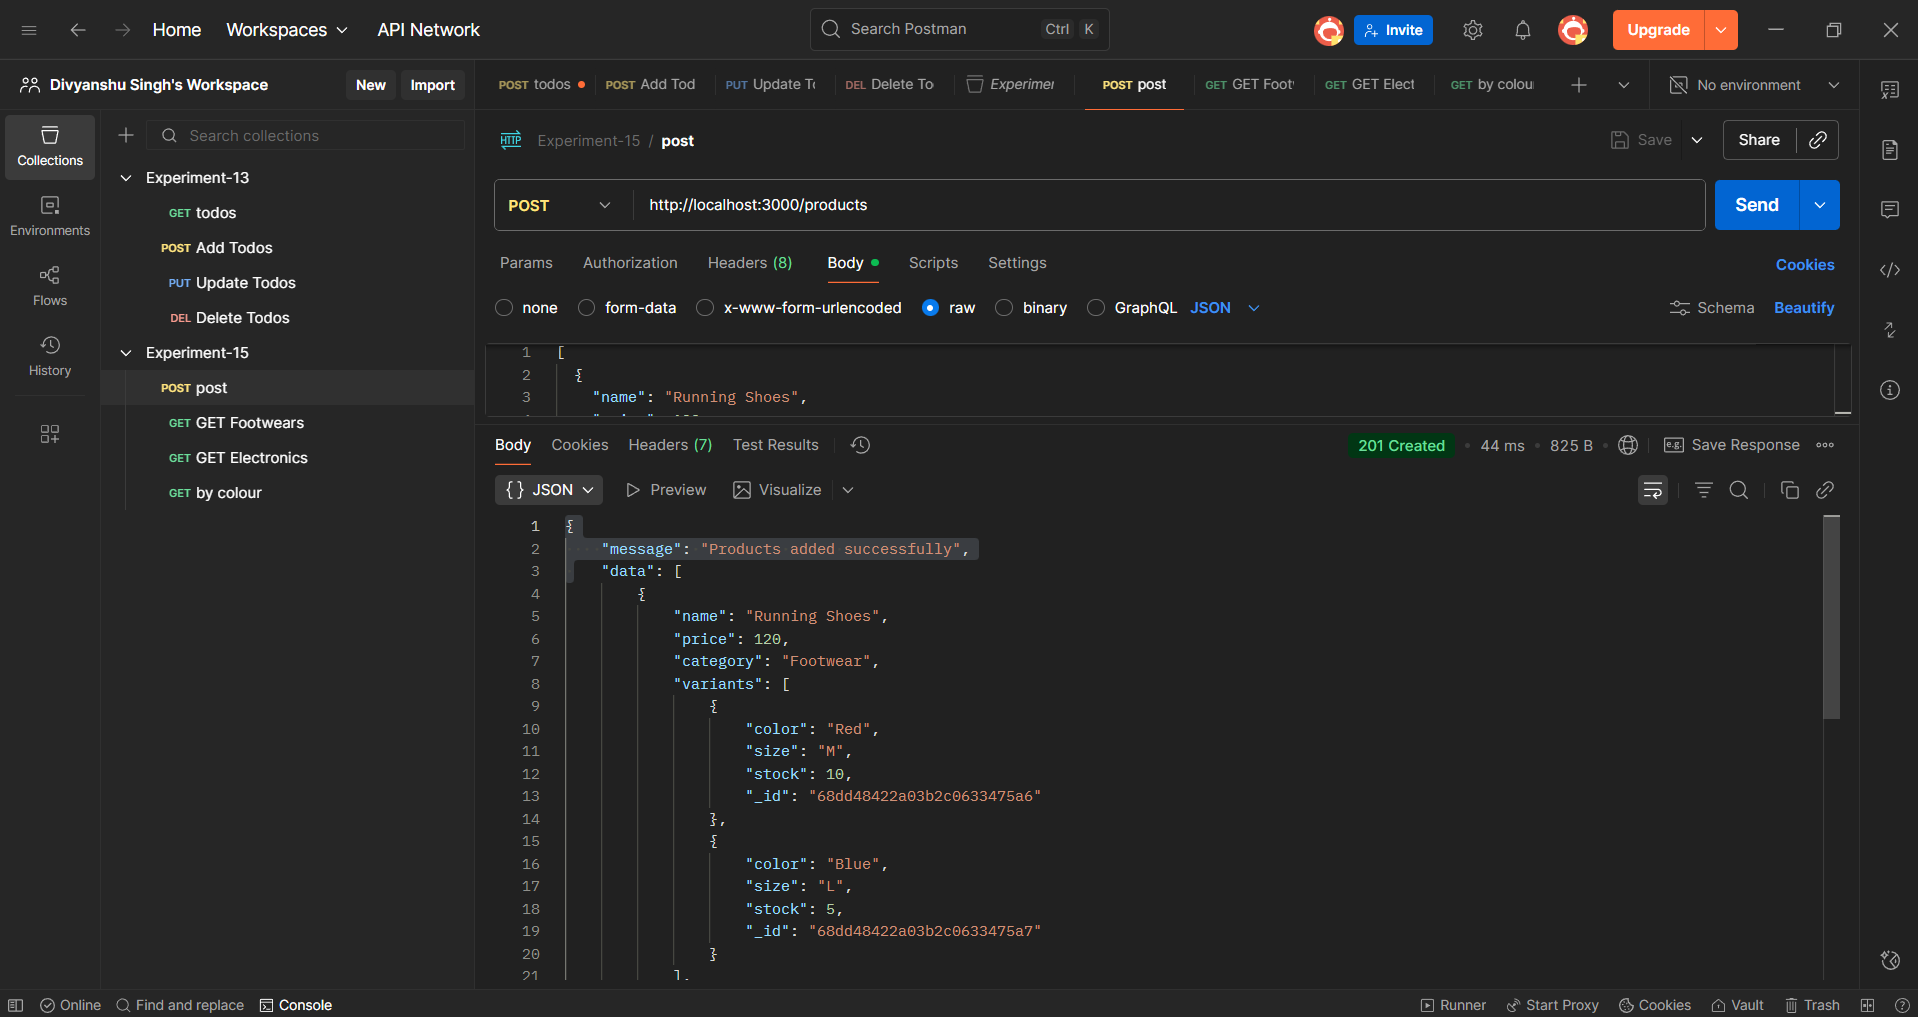 Home Workspaces API Network Search Postman Ctrl K Invite Upgrade
Divyanshu Singh's Workspace New Import
POST todos POST Add Tod PUT Update To DEL Delete To Experimer POST post GET GET Foot GET GET Elect GET by colou No environment
Collections
Environments
Flows
History
Search collections
Experiment-13
GET todos
POST Add Todos
PUT Update Todos
DEL Delete Todos
Experiment-15
POST post
GET GET Footwears
GET GET Electronics
GET by colour
HTTP Experiment-15 / post Save Share
POST http://localhost:3000/products Send
Params Authorization Headers (8) Body Scripts Settings Cookies
none form-data x-www-form-urlencoded raw binary GraphQL JSON Schema Beautify
1 [
2 {
3 "name": "Running Shoes",
Body Cookies Headers (7) Test Results 201 Created 44 ms 825 B e.g. Save Response
{} JSON Preview Visualize
1 {
2 "message": "Products added successfully",
3 "data": [
4 {
5 "name": "Running Shoes",
6 "price": 120,
7 "category": "Footwear",
8 "variants": [
9 {
10 "color": "Red",
11 "size": "M",
12 "stock": 10,
13 "_id": "68dd48422a03b2c0633475a6"
14 },
15 {
16 "color": "Blue",
17 "size": "L",
18 "stock": 5,
19 "_id": "68dd48422a03b2c0633475a7"
20 }
21 ],
Online Find and replace Console Runner Start Proxy Cookies Vault Trash